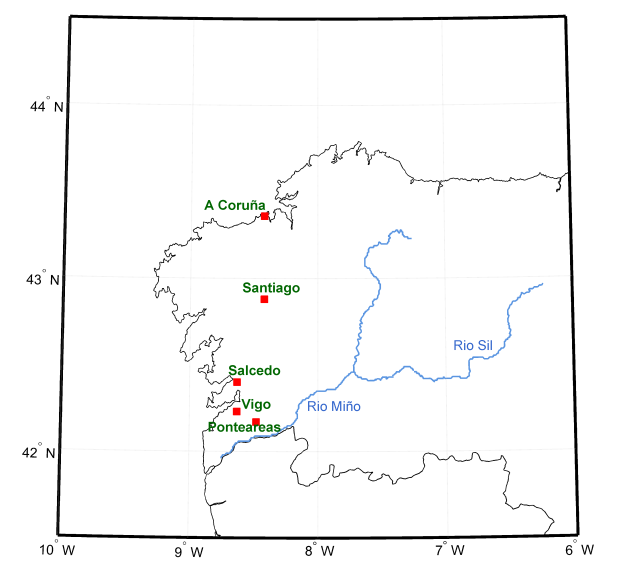 44° N
A Coruña
43° N
Santiago
Rio Sil
Salcedo
Vigo
Rio Miño
Ponteareas
42° N
10° W
9° W
8° W
7° W
6° W